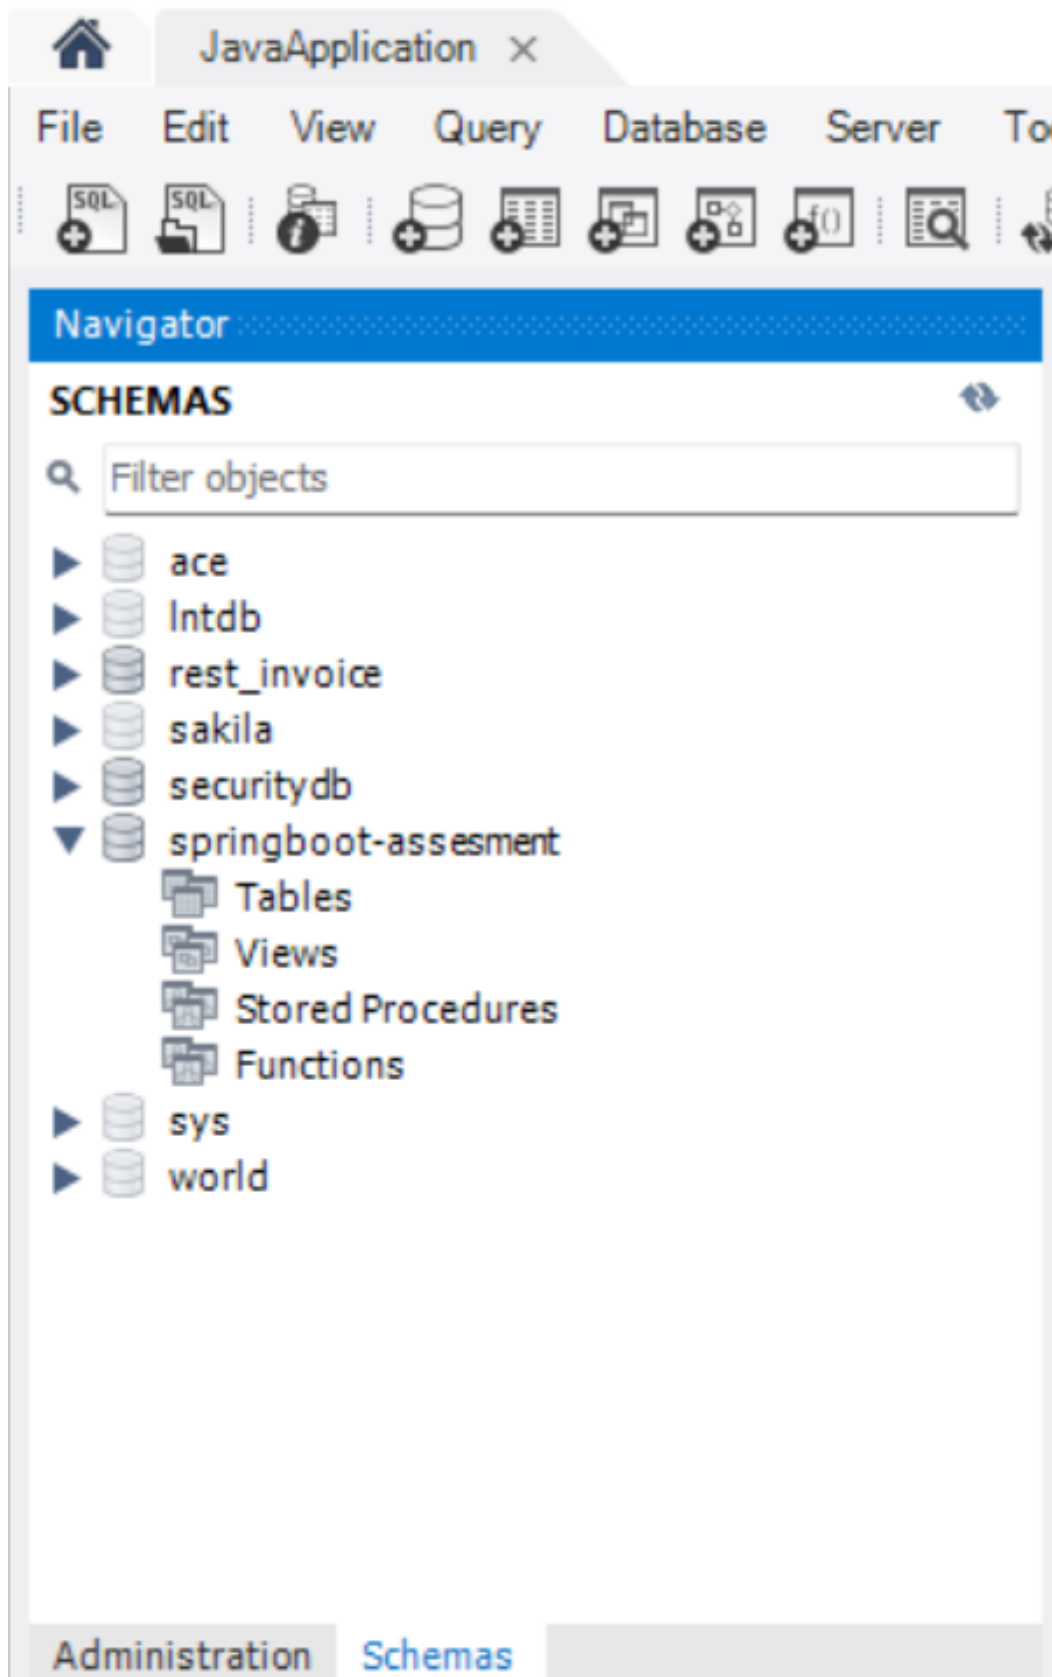 JavaApplication
File Edit View Query Database Server Too
SQL SQL f()
Navigator
SCHEMAS
Filter objects
ace
lntdb
rest_invoice
sakila
securitydb
springboot-assesment
Tables
Views
Stored Procedures
Functions
sys
world
Administration Schemas